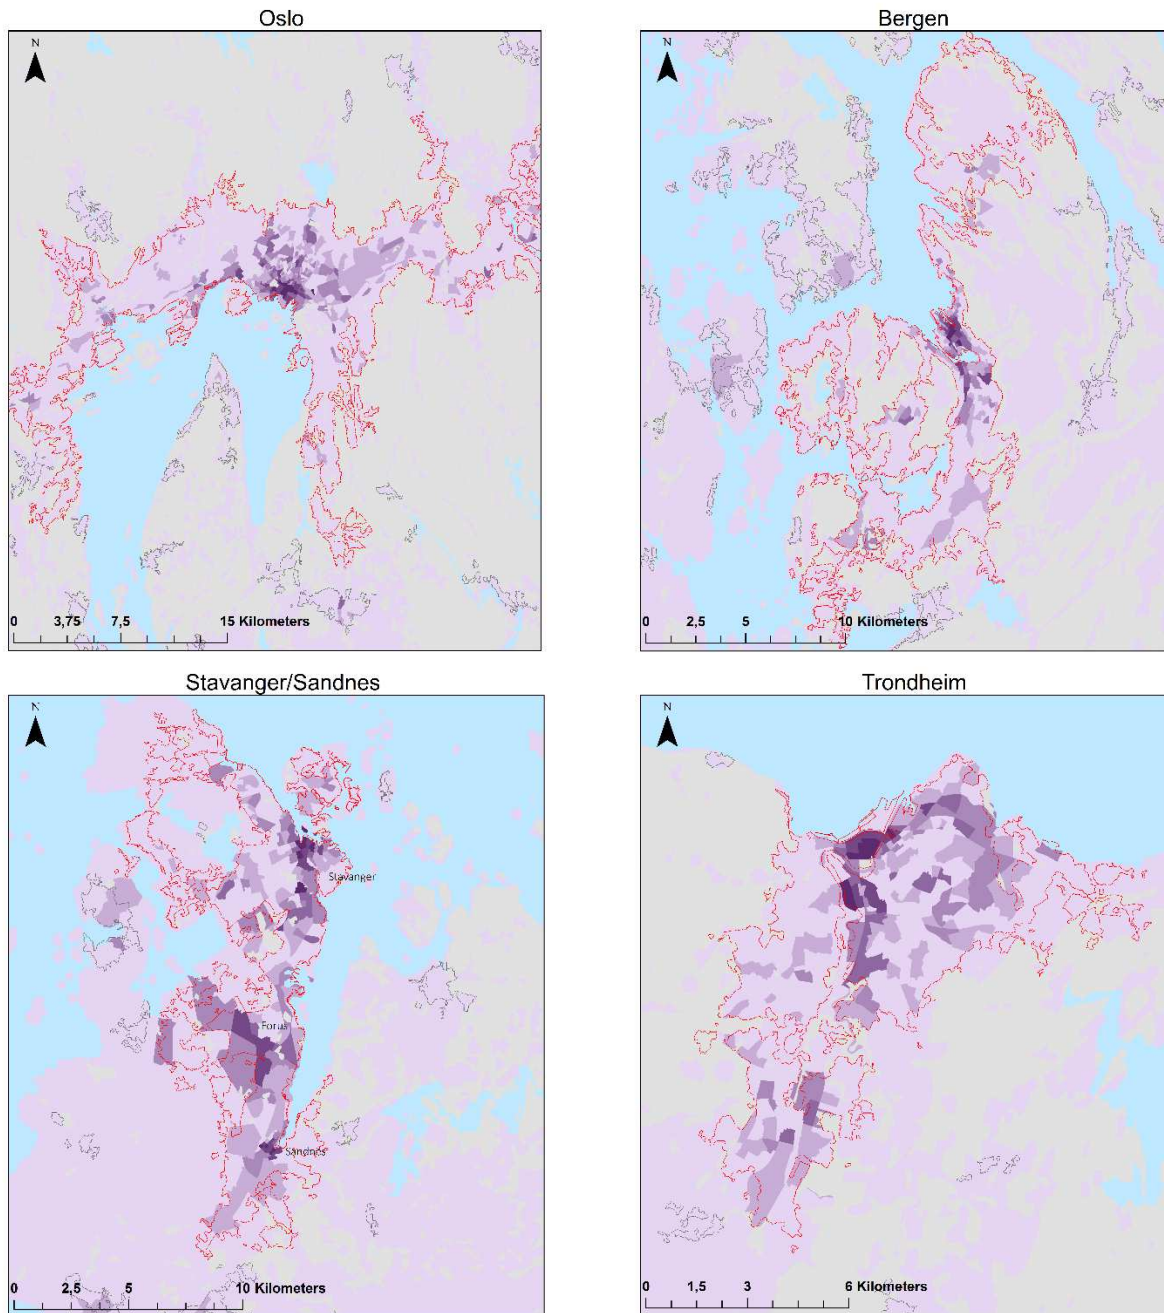 Oslo
N
0 3,75 7,5 15 Kilometers
Bergen
N
0 2,5 5 10 Kilometers
Stavanger/Sandnes
N
Stavanger
Forus
Sandnes
0 2,5 5 10 Kilometers
Trondheim
N
0 1,5 3 6 Kilometers